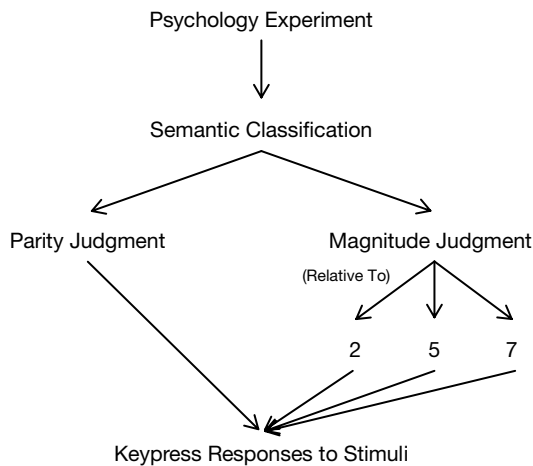 Psychology Experiment
Semantic Classification
Parity Judgment
Magnitude Judgment
(Relative To)
2
5
7
Keypress Responses to Stimuli